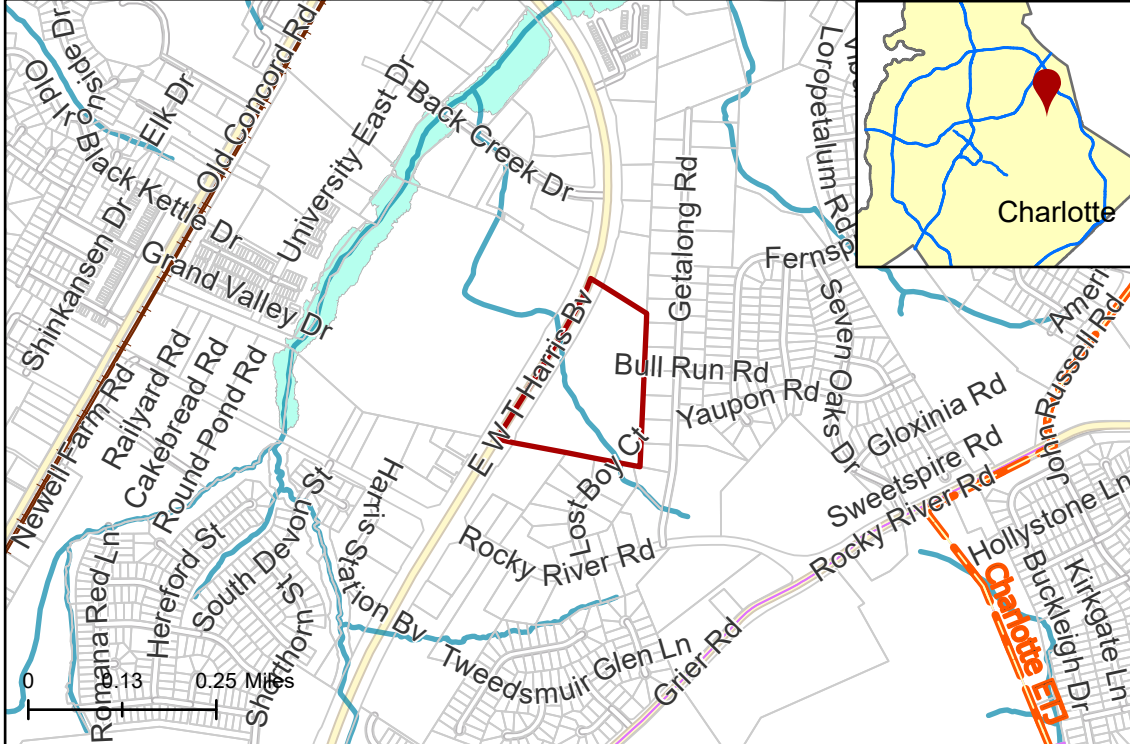 Old Ir
onside Dr
Elk Dr
Black Kettle Dr
Old Concord Rd
University East Dr
Back Creek Dr
Loropetalum Rd
Charlotte
Shinkansen Dr
Grand Valley Dr
Getalong Rd
Fernsp
Seven Oaks Dr
Ameri
John Russell Rd
Newell Farm Rd
Railyard Rd
Cakebread Rd
Round Pond Rd
E W T Harris Bv
Bull Run Rd
Yaupon Rd
Gloxinia Rd
Sweetspire Rd
Rocky River Rd
Lost Boy Ct
Rocky River Rd
Harris Station Bv
Romana Red Ln
Hereford St
South Devon St
Shorthorn St
Tweedsmuir Glen Ln
Grier Rd
Hollystone Ln
Buckleigh Dr
Kirkgate Ln
Charlotte ETJ
0 0.13 0.25 Miles